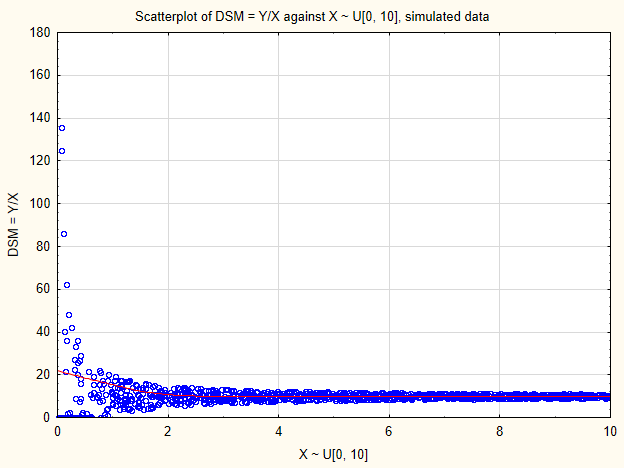 Scatterplot of DSM = Y/X against X ~ U[0, 10], simulated data
180
160
140
120
100
80
60
40
20
0
DSM = Y/X
0 2 4 6 8 10
X ~ U[0, 10]